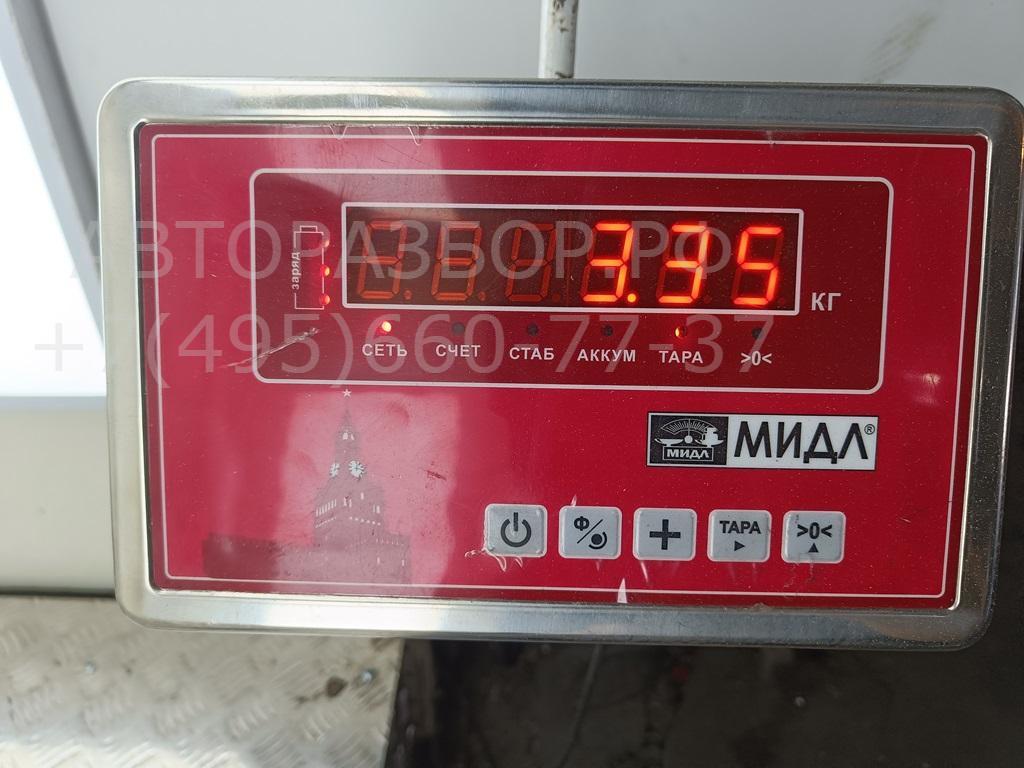 АВТОРАЗБОР.РФ
+7(495)660-77-37
заряд
3.35 КГ
СЕТЬ СЧЕТ СТАБ АККУМ ТАРА >0<
МИДЛ МИДЛ®
Ф ТАРА >0<